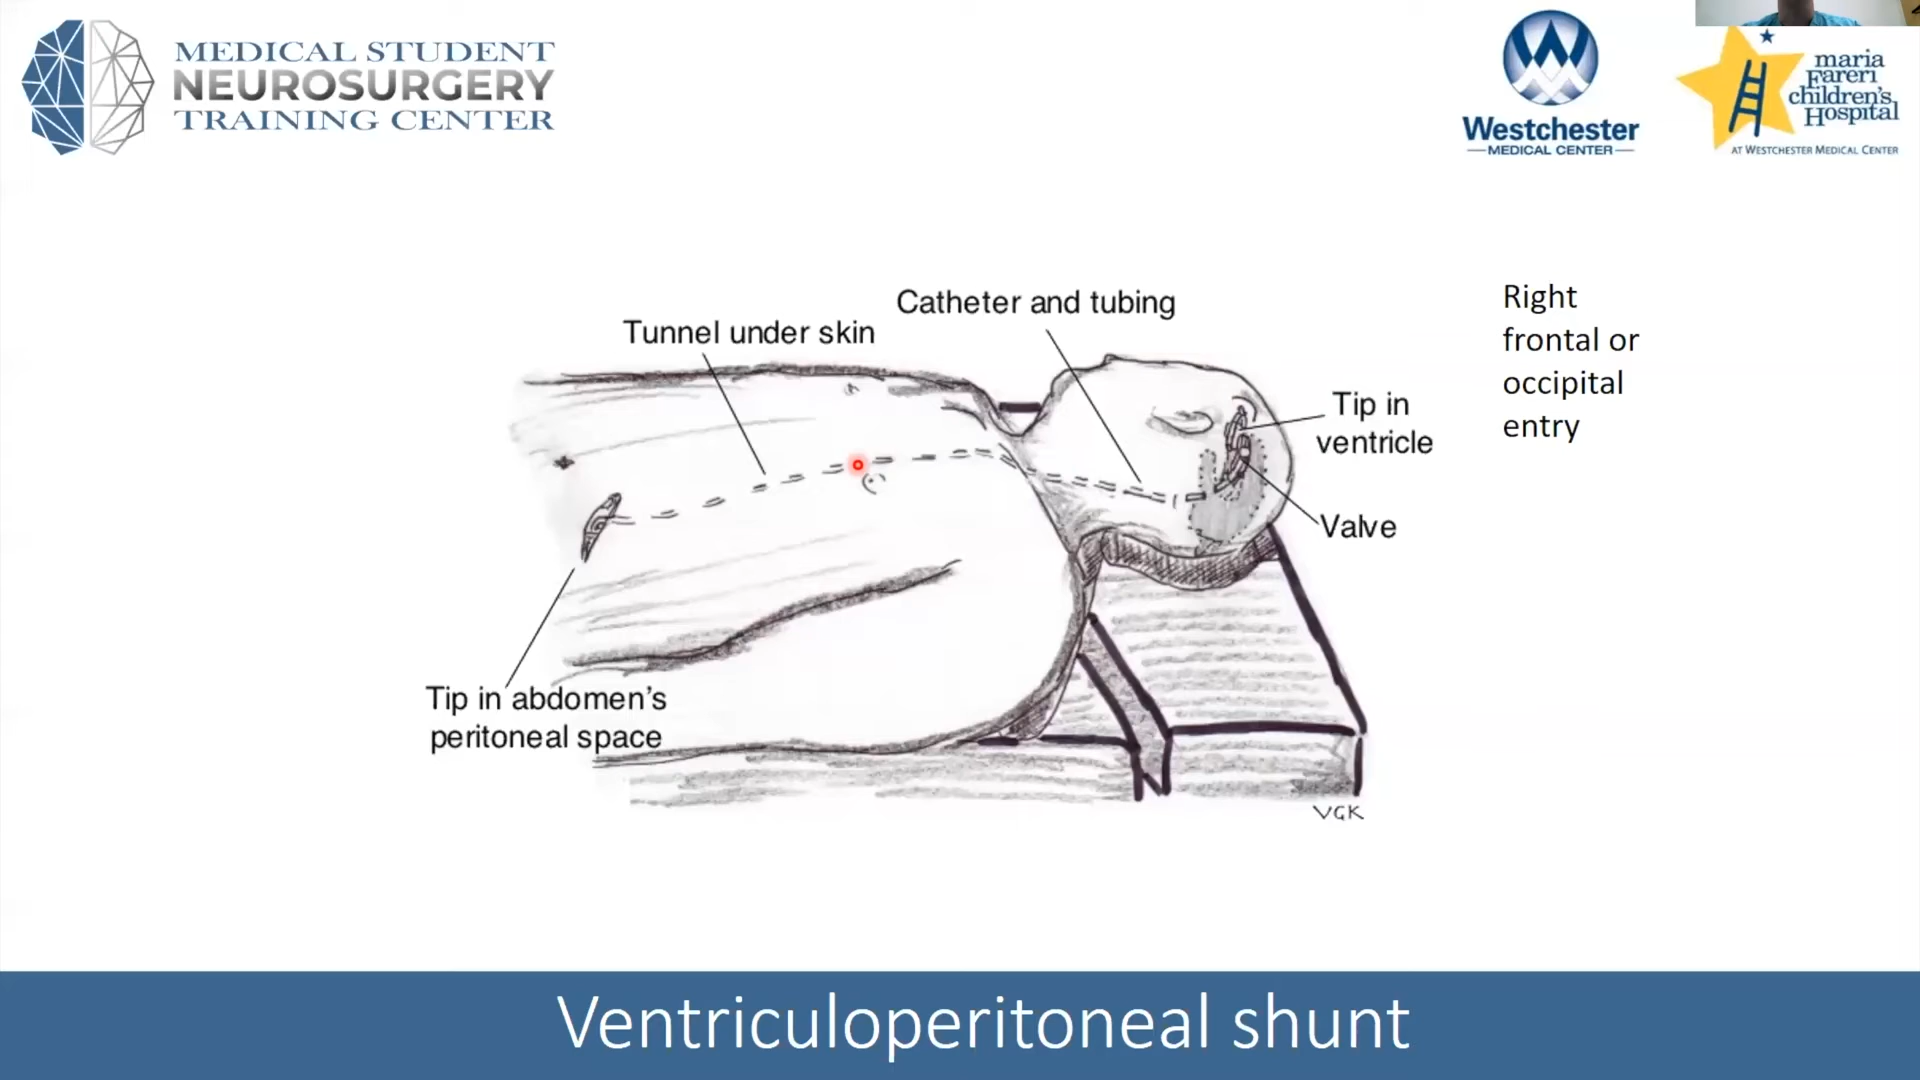 MEDICAL STUDENT
NEUROSURGERY
TRAINING CENTER
Westchester
MEDICAL CENTER
maria
Fareri
children's
Hospital
AT WESTCHESTER MEDICAL CENTER
Catheter and tubing
Tunnel under skin
Tip in
ventricle
Valve
Tip in abdomen's
peritoneal space
VGK
Right
frontal or
occipital
entry
Ventriculoperitoneal shunt